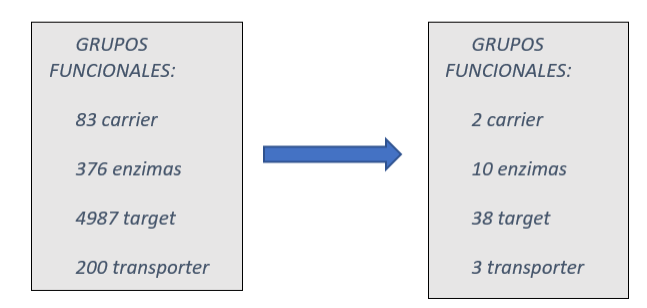 GRUPOS
FUNCIONALES:
83 carrier
376 enzimas
4987 target
200 transporter
GRUPOS
FUNCIONALES:
2 carrier
10 enzimas
38 target
3 transporter